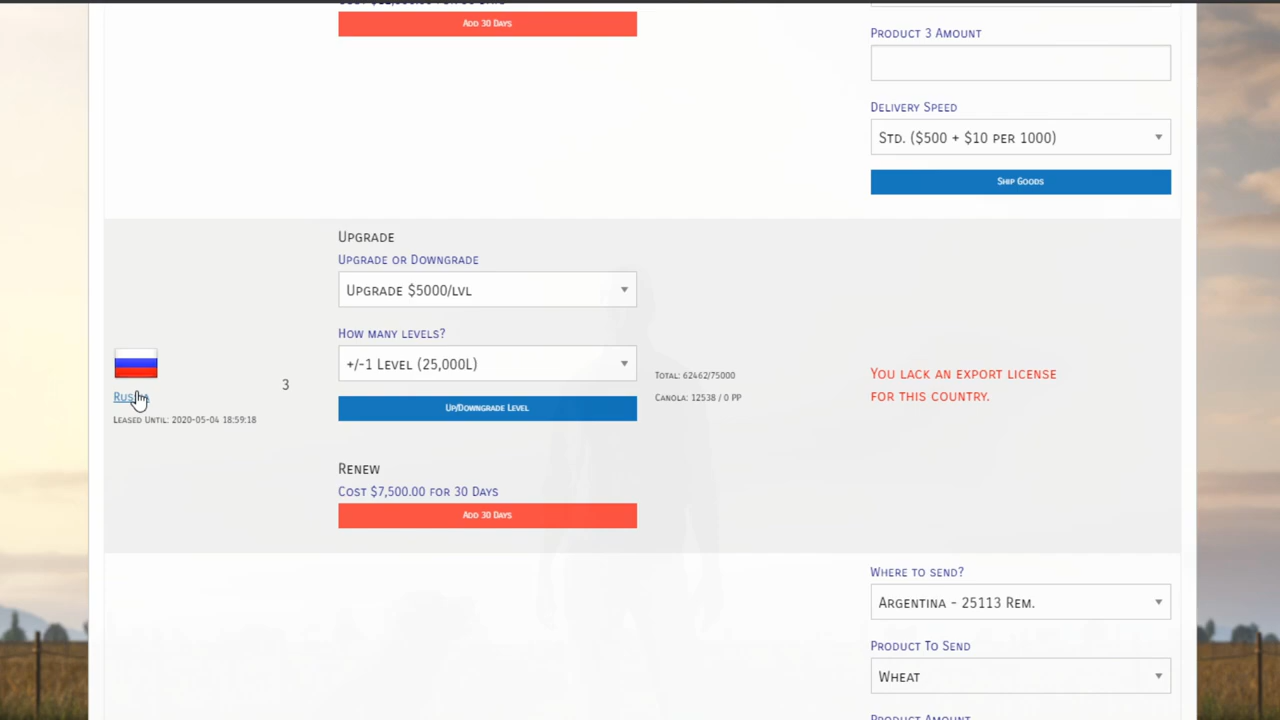 Add 30 Days
Product 3 Amount
Delivery Speed
Std. ($500 + $10 per 1000)
Ship Goods
Upgrade
Upgrade or Downgrade
Upgrade $5000/lvl
How many levels?
+/-1 Level (25,000L)
Up/Downgrade Level
Russia
Leased Until: 2020-05-04 18:59:18
3
Renew
Cost $7,500.00 for 30 Days
Add 30 Days
Total: 62462/75000
Canola: 12538 / 0 PP
You lack an export license
for this country.
Where to send?
Argentina - 25113 Rem.
Product To Send
Wheat
Product Amount